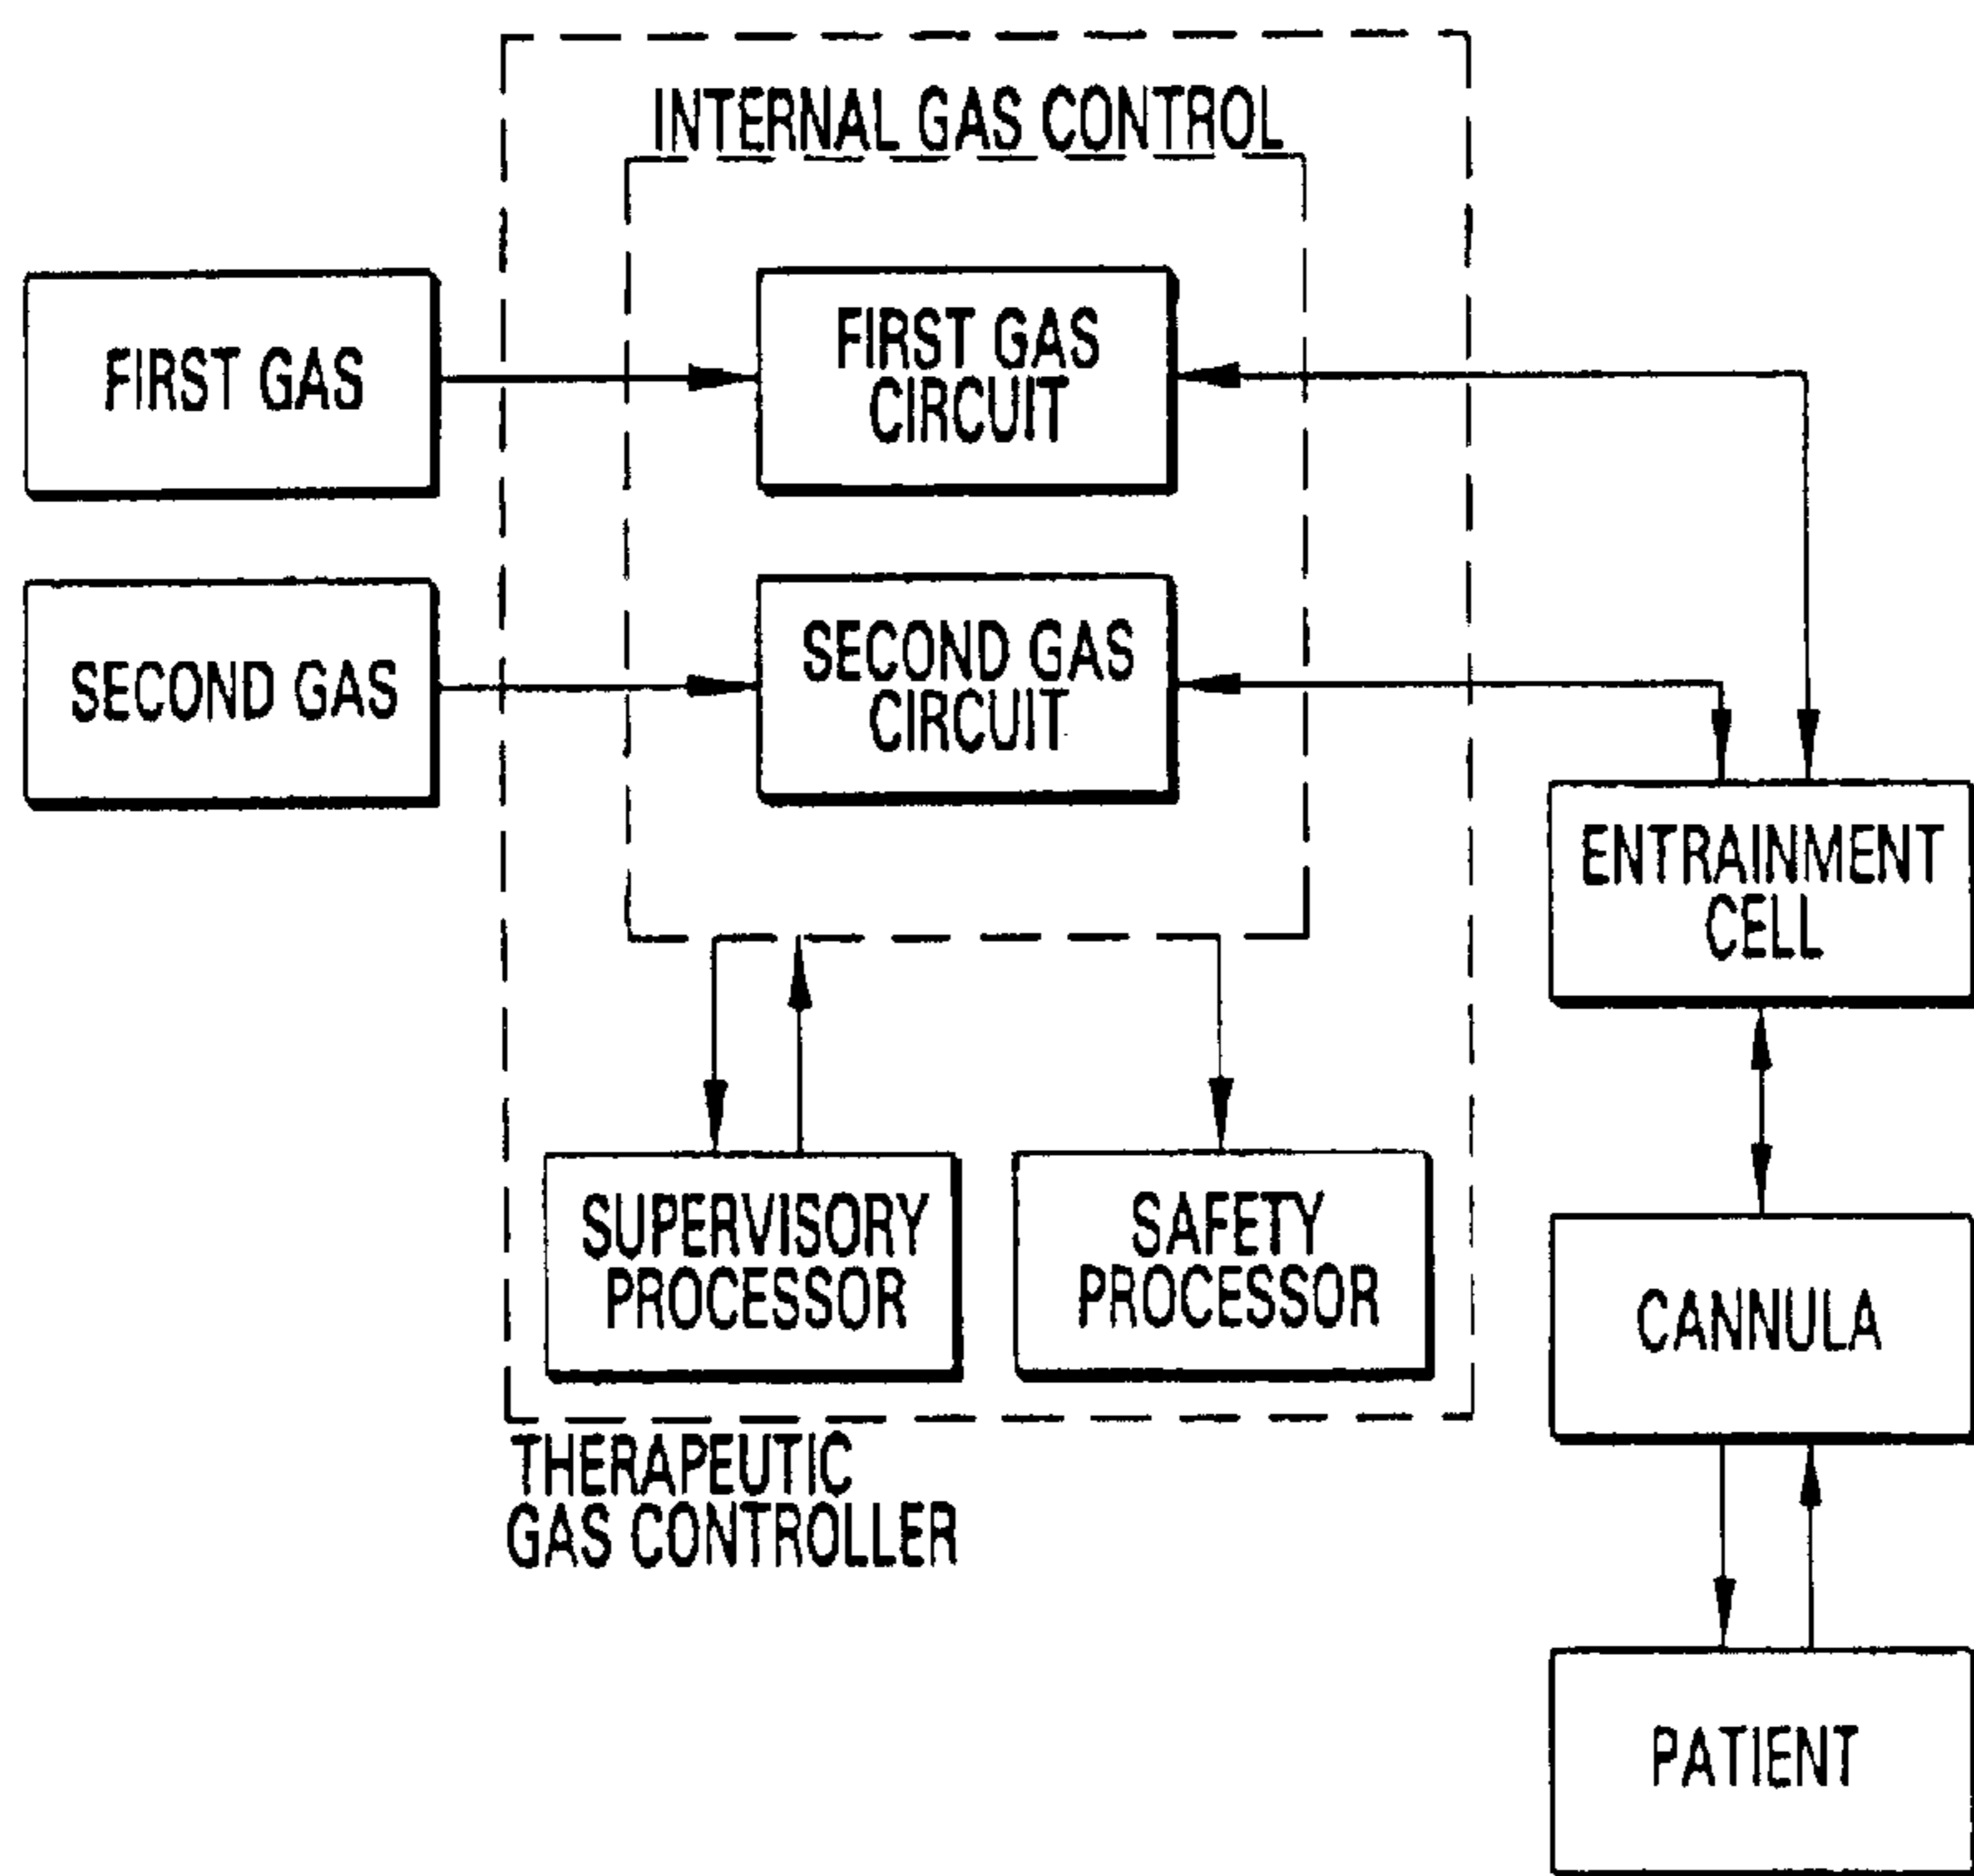 INTERNAL GAS CONTROL
FIRST GAS
FIRST GAS
CIRCUIT
SECOND GAS
SECOND GAS
CIRCUIT
ENTRAINMENT
CELL
SUPERVISORY
PROCESSOR
SAFETY
PROCESSOR
CANNULA
THERAPEUTIC
GAS CONTROLLER
PATIENT